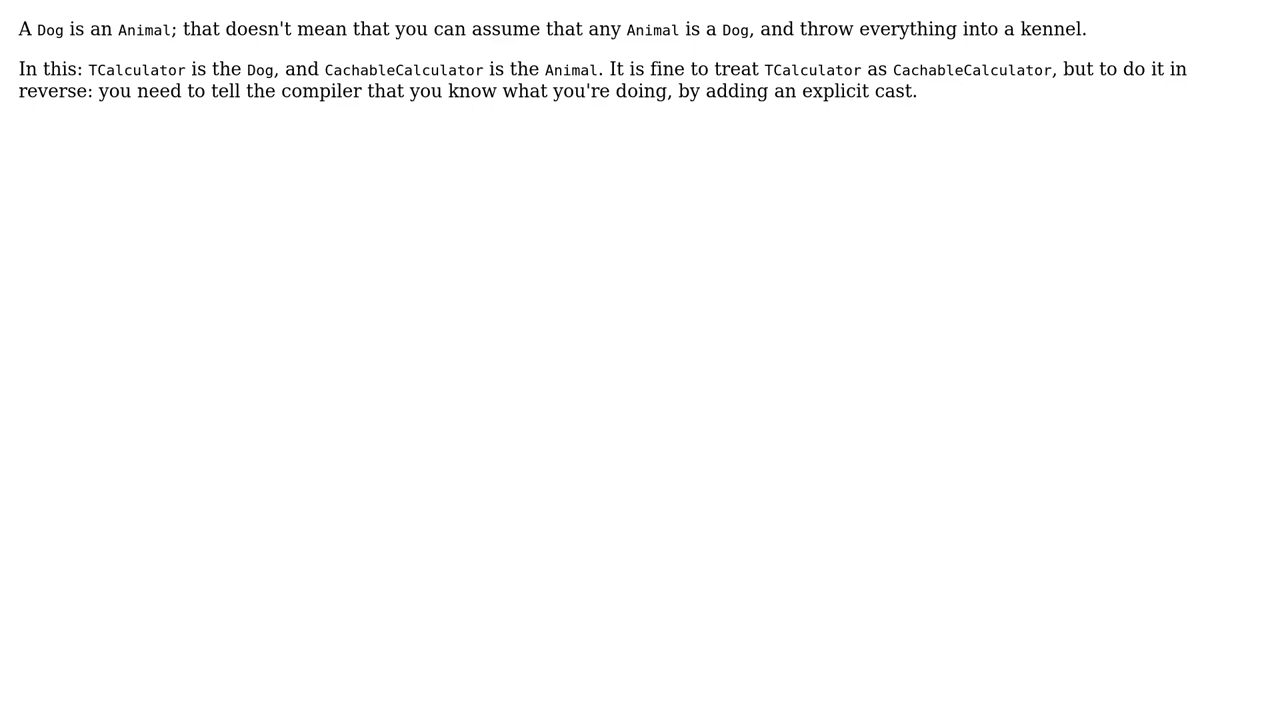 A Dog is an Animal; that doesn't mean that you can assume that any Animal is a Dog, and throw everything into a kennel.
In this: TCalculator is the Dog, and CachableCalculator is the Animal. It is fine to treat TCalculator as CachableCalculator, but to do it in
reverse: you need to tell the compiler that you know what you're doing, by adding an explicit cast.